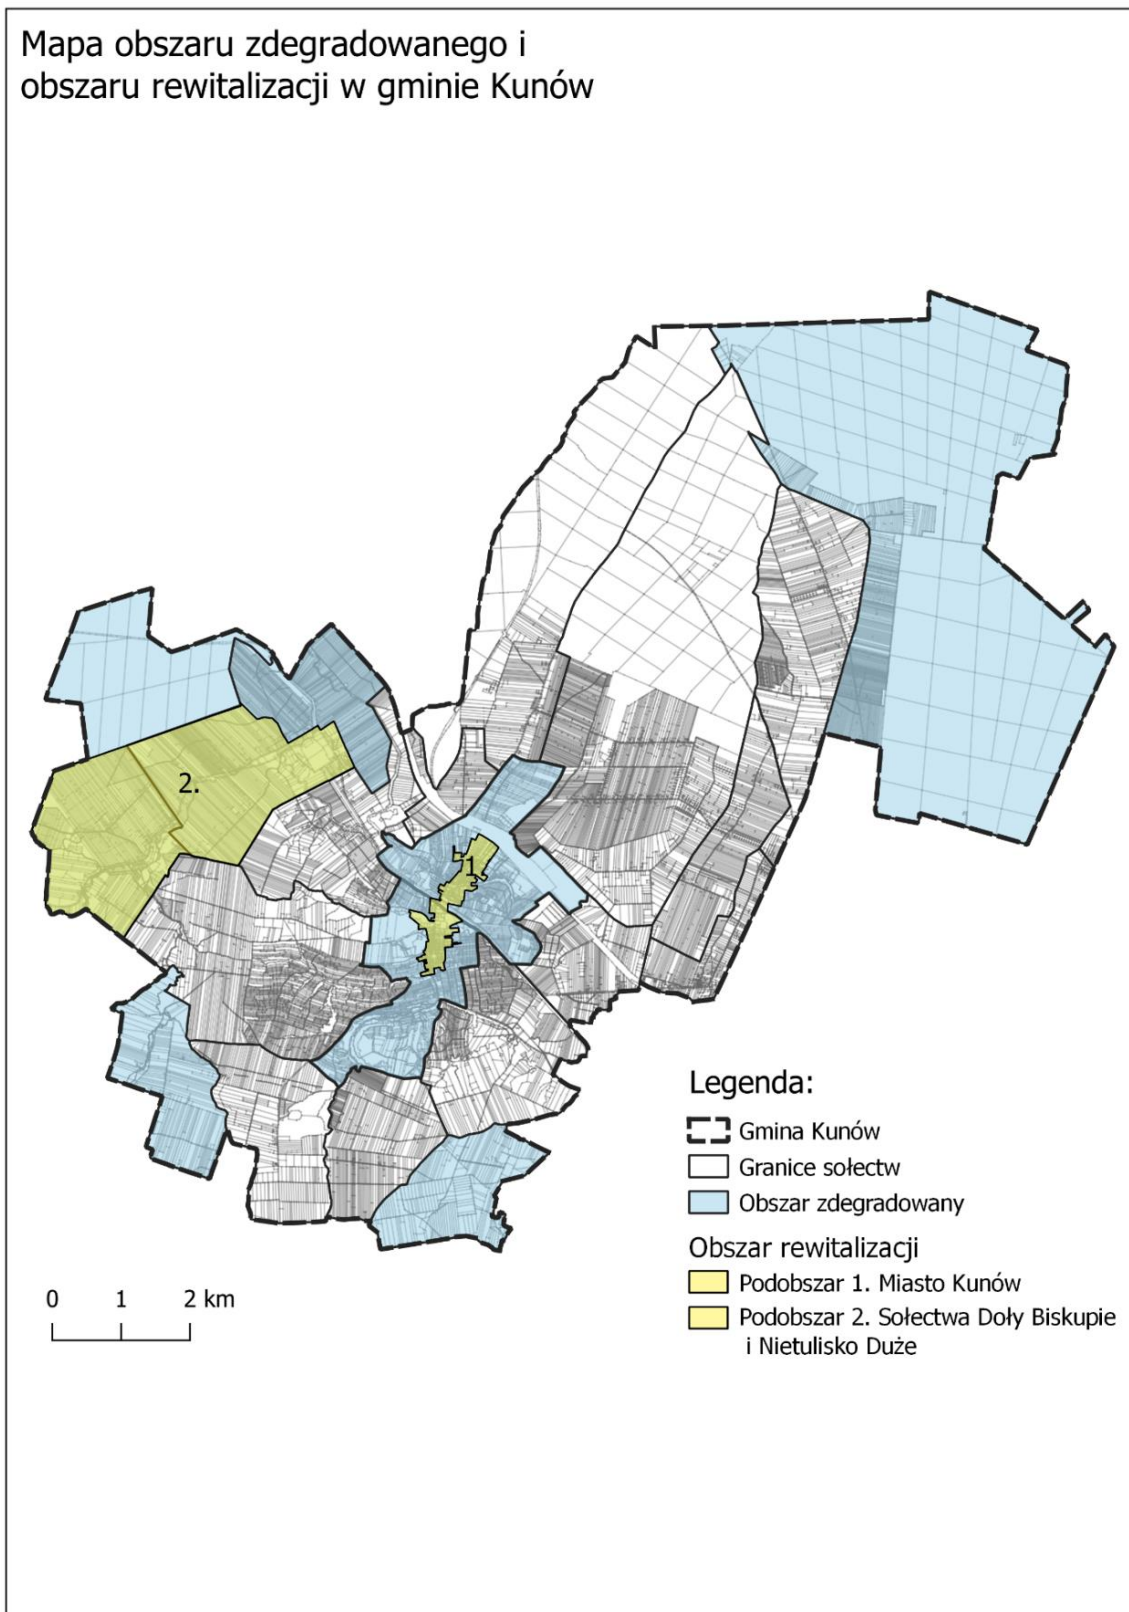 Mapa obszaru zdegradowanego i
obszaru rewitalizacji w gminie Kunów
2.
1
Legenda:
Gmina Kunów
Granice sołectw
Obszar zdegradowany
Obszar rewitalizacji
Podobszar 1. Miasto Kunów
Podobszar 2. Sołectwa Doły Biskupie
i Nietulisko Duże
0 1 2 km